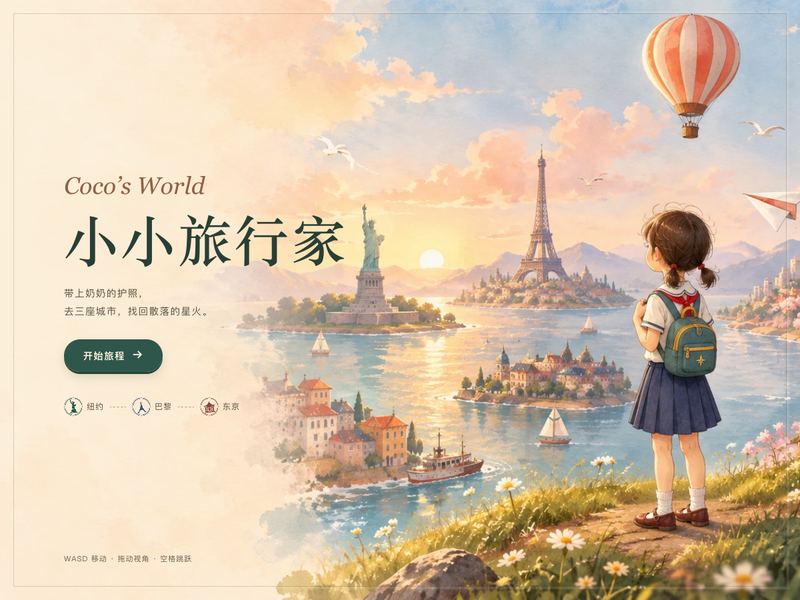 Coco's World
小小旅行家
带上奶奶的护照，
去三座城市，找回散落的星火。
开始旅程 →
纽约 巴黎 东京
WASD 移动 · 拖动视角 · 空格跳跃